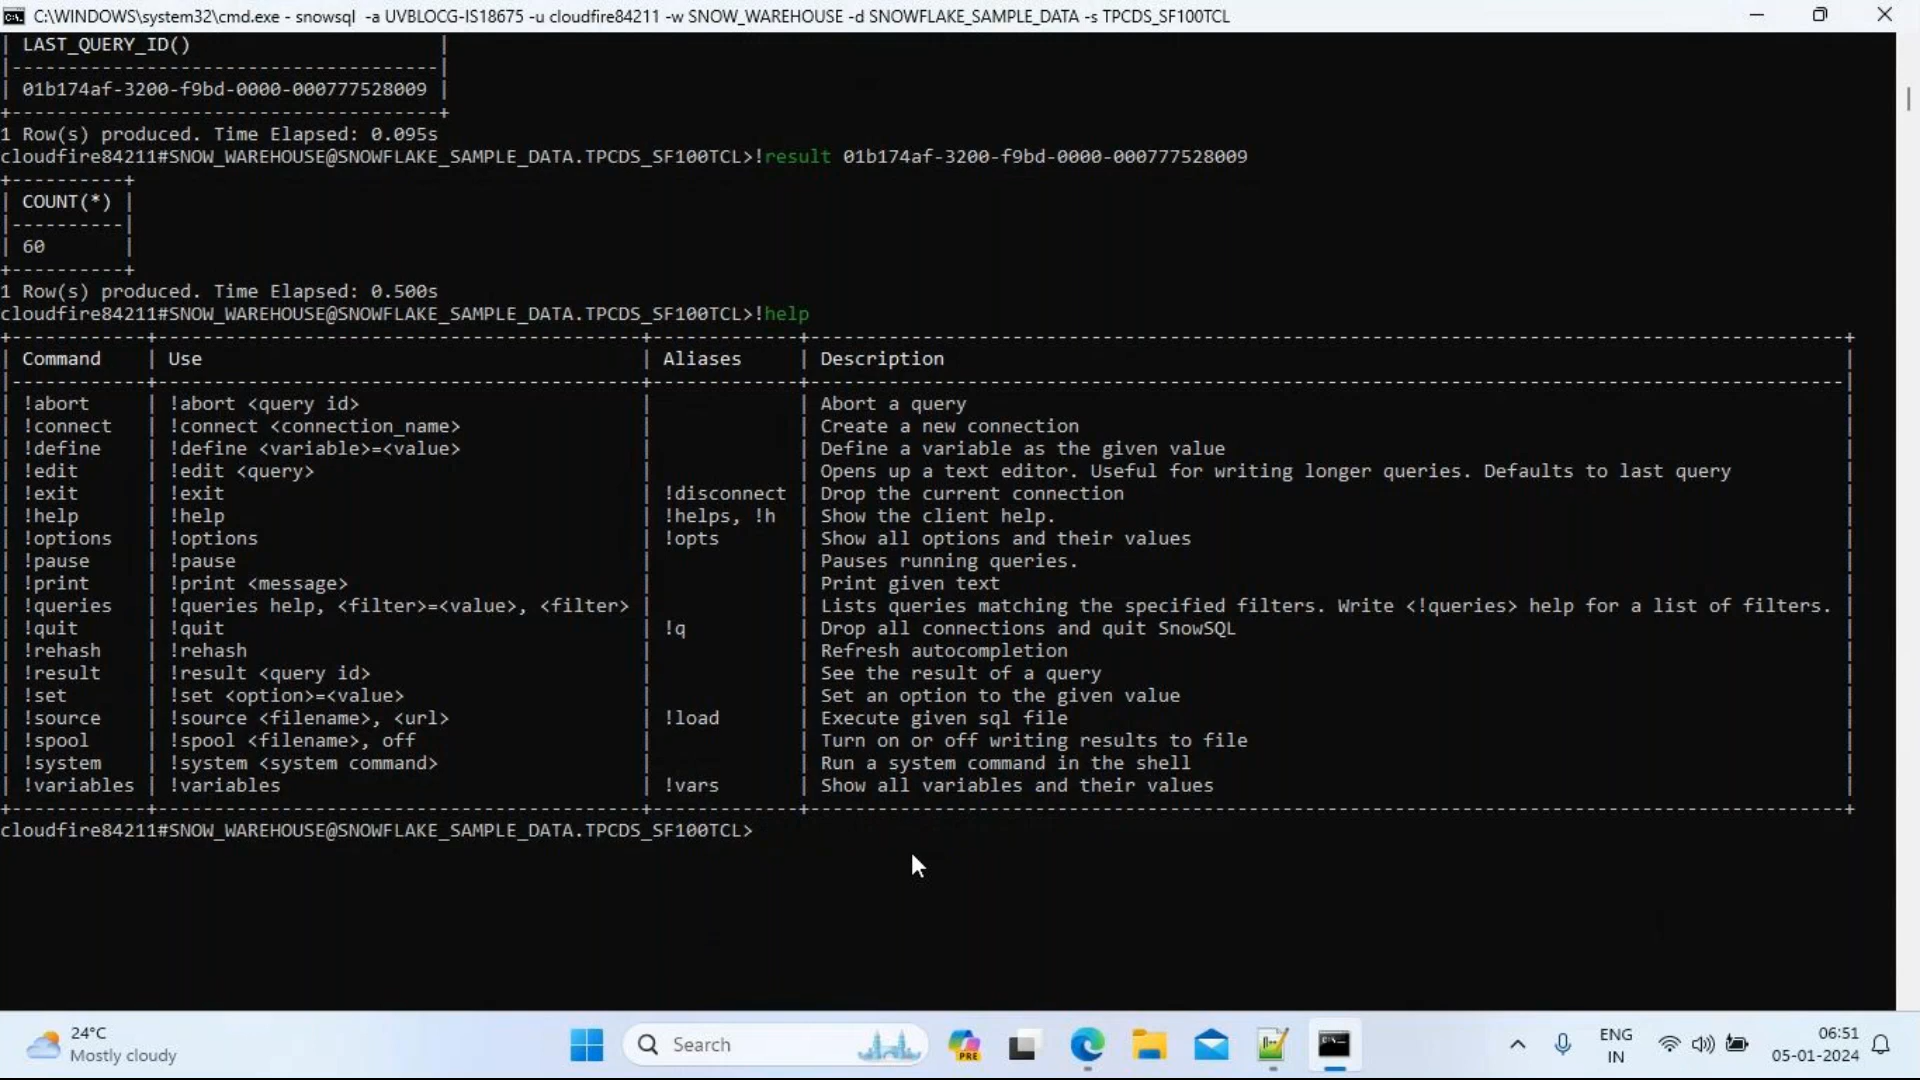 C:\WINDOWS\system32\cmd.exe - snowsql -a UVBLOCG-IS18675 -u cloudfire84211 -w SNOW_WAREHOUSE -d SNOWFLAKE_SAMPLE_DATA -s TPCDS_SF100TCL
| LAST_QUERY_ID() |
|-------------------------------------|
| 01b174af-3200-f9bd-0000-000777528009 |
+--------------------------------------+
1 Row(s) produced. Time Elapsed: 0.095s
cloudfire84211#SNOW_WAREHOUSE@SNOWFLAKE_SAMPLE_DATA.TPCDS_SF100TCL>!result 01b174af-3200-f9bd-0000-000777528009
+----------+
| COUNT(*) |
|----------|
| 60 |
+----------+
1 Row(s) produced. Time Elapsed: 0.500s
cloudfire84211#SNOW_WAREHOUSE@SNOWFLAKE_SAMPLE_DATA.TPCDS_SF100TCL>!help
| Command | Use | Aliases | Description |
| !abort | !abort <query id> | | Abort a query |
| !connect | !connect <connection_name> | | Create a new connection |
| !define | !define <variable>=<value> | | Define a variable as the given value |
| !edit | !edit <query> | | Opens up a text editor. Useful for writing longer queries. Defaults to last query |
| !exit | !exit | !disconnect | Drop the current connection |
| !help | !help | !helps, !h | Show the client help. |
| !options | !options | !opts | Show all options and their values |
| !pause | !pause | | Pauses running queries. |
| !print | !print <message> | | Print given text |
| !queries | !queries help, <filter>=<value>, <filter> | | Lists queries matching the specified filters. Write <!queries> help for a list of filters. |
| !quit | !quit | !q | Drop all connections and quit SnowSQL |
| !rehash | !rehash | | Refresh autocompletion |
| !result | !result <query id> | | See the result of a query |
| !set | !set <option>=<value> | | Set an option to the given value |
| !source | !source <filename>, <url> | !load | Execute given sql file |
| !spool | !spool <filename>, off | | Turn on or off writing results to file |
| !system | !system <system command> | | Run a system command in the shell |
| !variables | !variables | !vars | Show all variables and their values |
cloudfire84211#SNOW_WAREHOUSE@SNOWFLAKE_SAMPLE_DATA.TPCDS_SF100TCL>
24°C
Mostly cloudy
Search
PRE
ENG
IN
06:51
05-01-2024